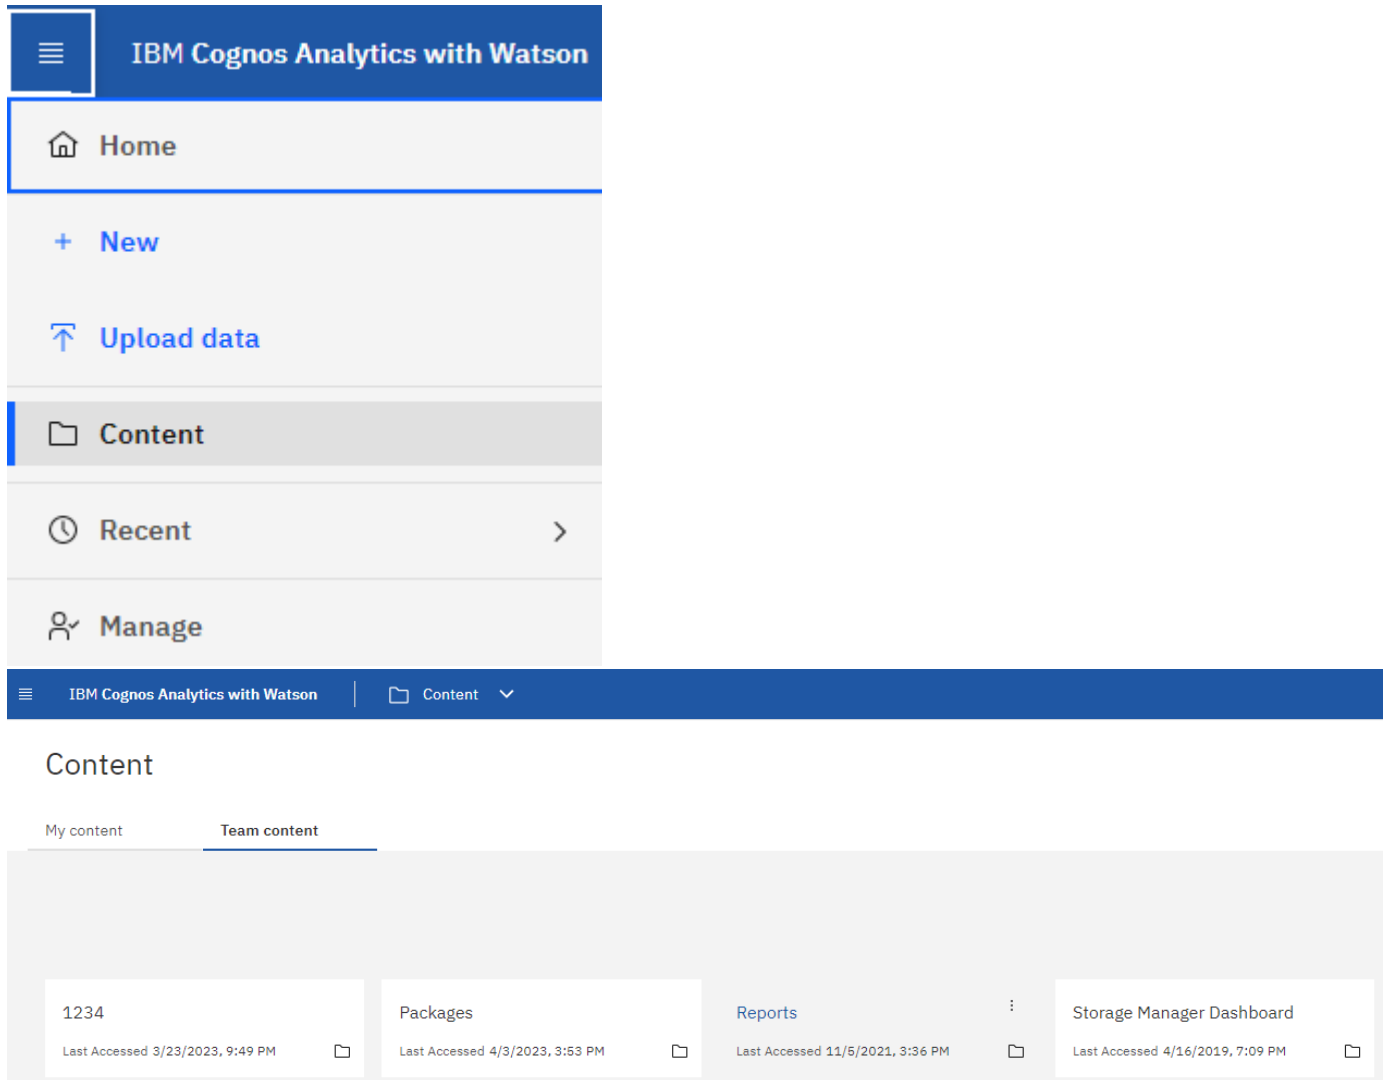 IBM Cognos Analytics with Watson
Home
New
Upload data
Content
Recent
Manage
IBM Cognos Analytics with Watson Content
Content
My content Team content
1234 Packages Reports Storage Manager Dashboard
Last Accessed 3/23/2023, 9:49 PM Last Accessed 4/3/2023, 3:53 PM Last Accessed 11/5/2021, 3:36 PM Last Accessed 4/16/2019, 7:09 PM